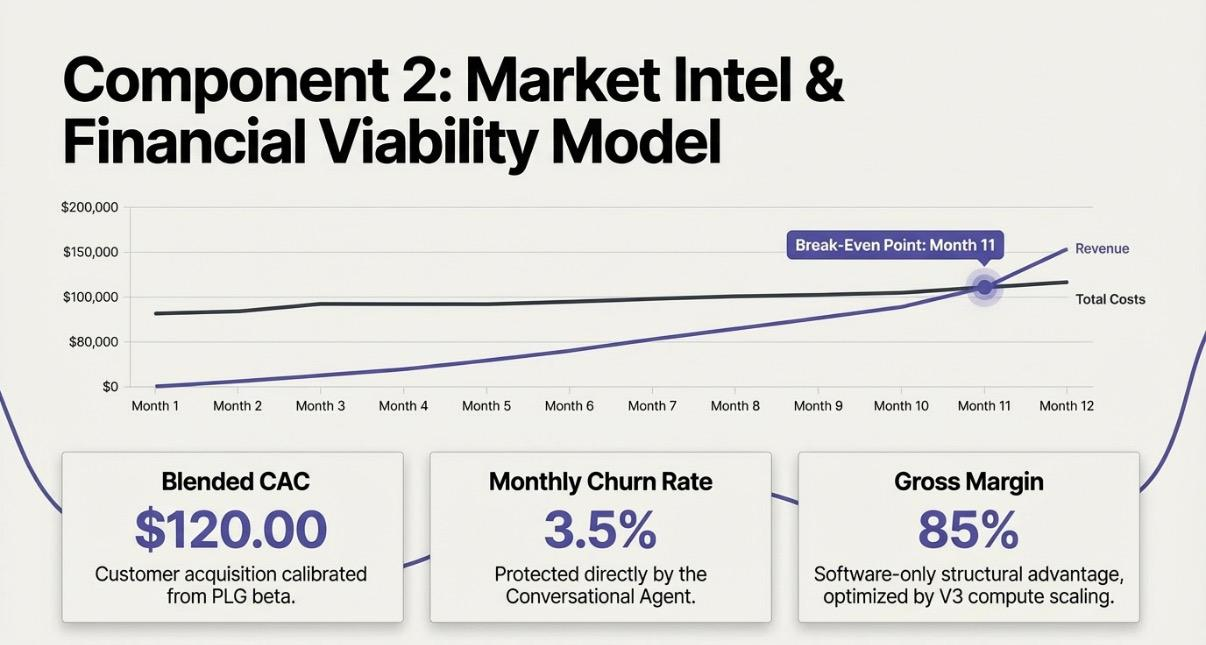 Component 2: Market Intel &
Financial Viability Model
$200,000
$150,000
$100,000
$80,000
$0
Break-Even Point: Month 11
Revenue
Total Costs
Month 1 Month 2 Month 3 Month 4 Month 5 Month 6 Month 7 Month 8 Month 9 Month 10 Month 11 Month 12
Blended CAC
$120.00
Customer acquisition calibrated
from PLG beta.
Monthly Churn Rate
3.5%
Protected directly by the
Conversational Agent.
Gross Margin
85%
Software-only structural advantage,
optimized by V3 compute scaling.